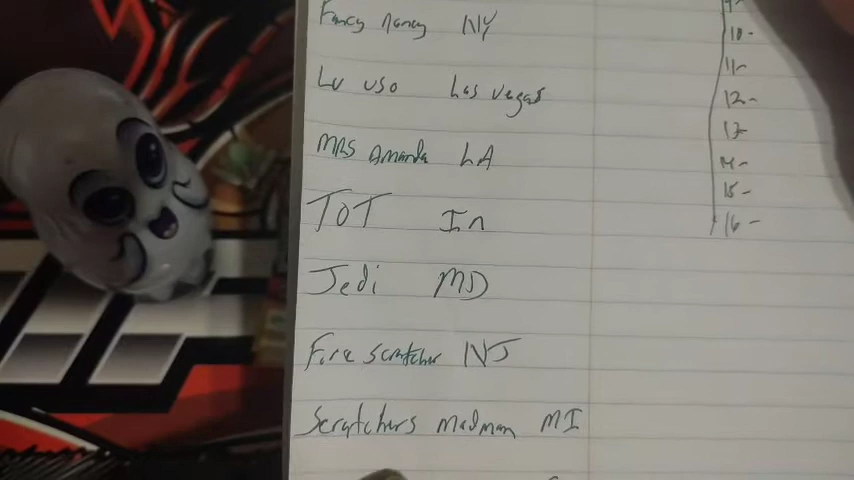 Fancy nancy NY
LV USO Las Vegas
MRS Amanda LA
TOT In
Jedi MD
Fire scratcher NJ
Scratchers madman MI
10-
11-
12-
13-
14-
15-
16-